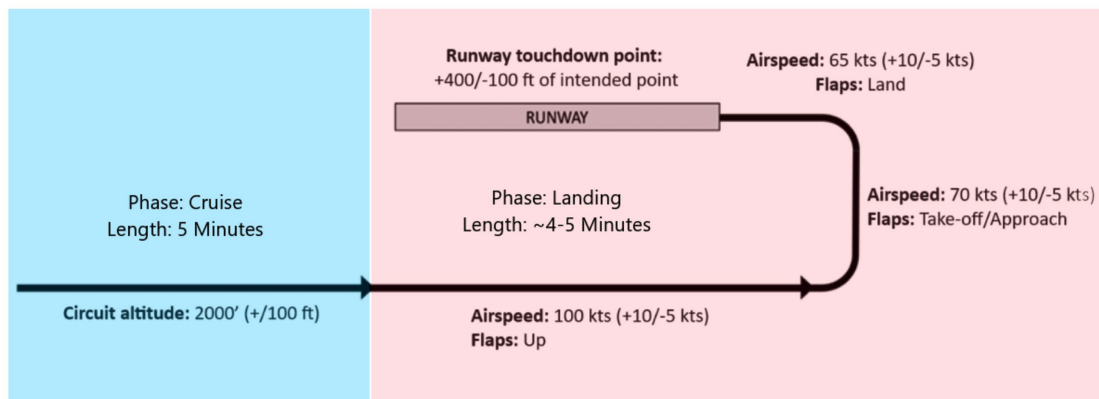 Runway touchdown point:
+400/-100 ft of intended point
RUNWAY
Airspeed: 65 kts (+10/-5 kts)
Flaps: Land
Phase: Cruise
Length: 5 Minutes
Phase: Landing
Length: ~4-5 Minutes
Airspeed: 70 kts (+10/-5 kts)
Flaps: Take-off/Approach
Circuit altitude: 2000’ (+/100 ft)
Airspeed: 100 kts (+10/-5 kts)
Flaps: Up